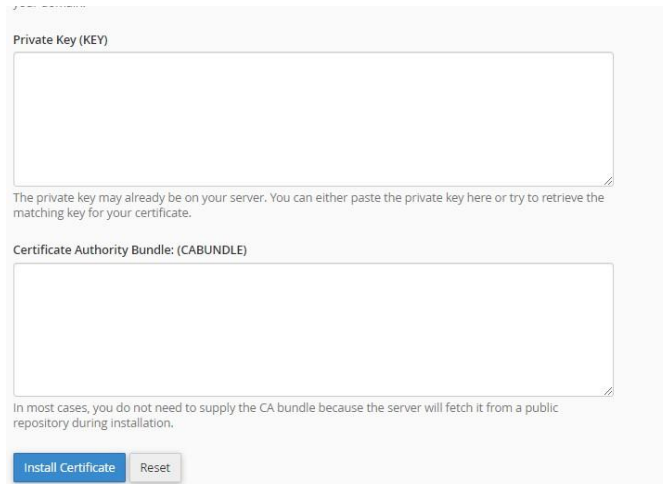 your domain.
Private Key (KEY)
The private key may already be on your server. You can either paste the private key here or try to retrieve the
matching key for your certificate.
Certificate Authority Bundle: (CABUNDLE)
In most cases, you do not need to supply the CA bundle because the server will fetch it from a public
repository during installation.
Install Certificate Reset